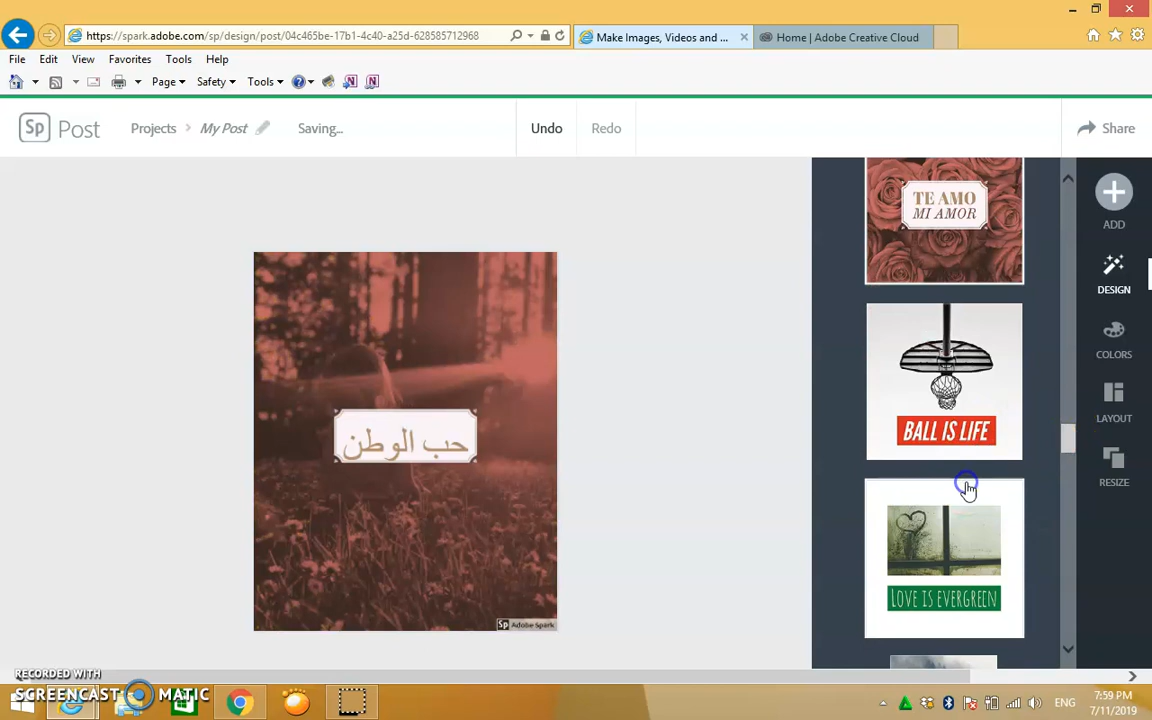 https://spark.adobe.com/sp/design/post/04c465be-17b1-4c40-a25d-628585712968
Make Images, Videos and ...
Home | Adobe Creative Cloud
File Edit View Favorites Tools Help
Page Safety Tools
Sp Post
Projects > My Post
Saving...
Undo
Redo
Share
TE AMO
MI AMOR
ADD
BALL IS LIFE
DESIGN
COLORS
LAYOUT
حب الوطن
RESIZE
LOVE IS EVERGREEN
Sp Adobe Spark
RECORDED WITH
SCREENCAST MATIC
ENG
7:59 PM
7/11/2019